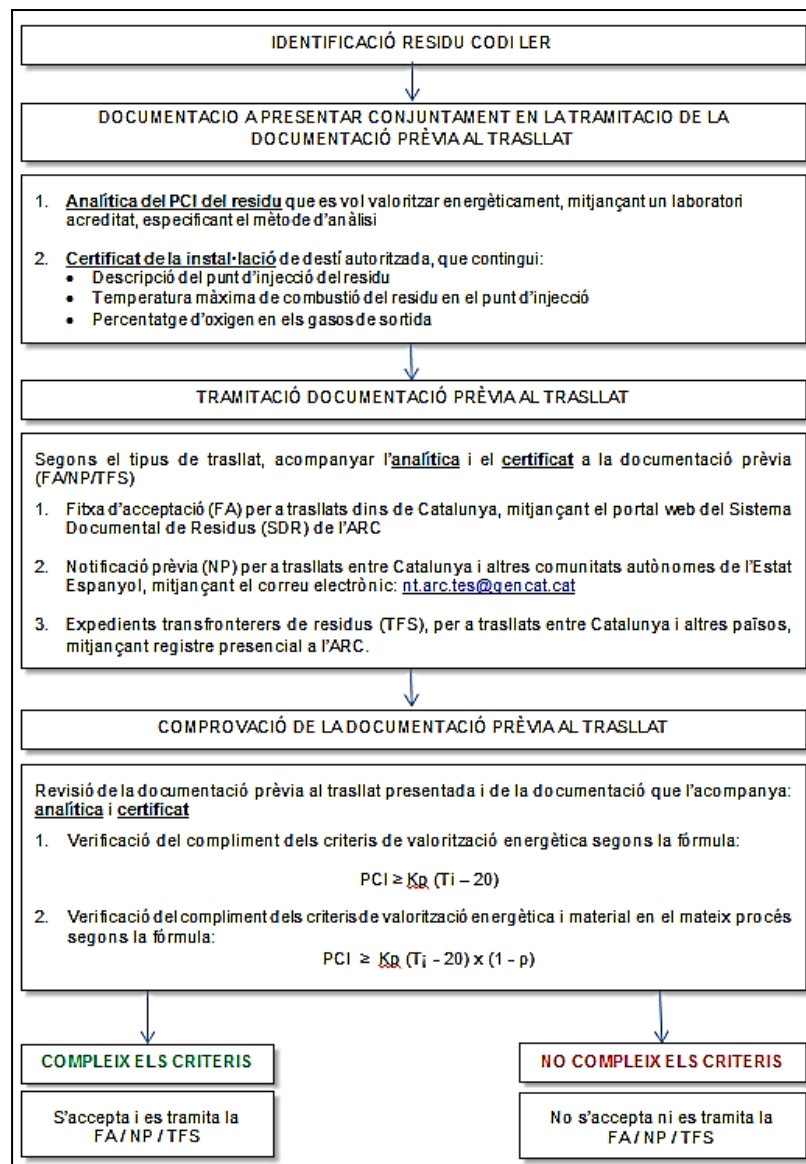 IDENTIFICACIÓ RESIDU CODI LER
DOCUMENTACIO A PRESENTAR CONJUNTAMENT EN LA TRAMITACIO DE LA
DOCUMENTACIÓ PRÈVIA AL TRASLLAT
1. Analítica del PCI del residu que es vol valoritzar energèticament, mitjançant un laboratori
acreditat, especificant el mètode d'anàlisi
2. Certificat de la instal·lació de destí autoritzada, que contingui:
• Descripció del punt d'injecció del residu
• Temperatura màxima de combustió del residu en el punt d'injecció
• Percentatge d'oxigen en els gasos de sortida
TRAMITACIÓ DOCUMENTACIÓ PRÈVIA AL TRASLLAT
Segons el tipus de trasllat, acompanyar l'analítica i el certificat a la documentació prèvia
(FA/NP/TFS)
1. Fitxa d'acceptació (FA) per a trasllats dins de Catalunya, mitjançant el portal web del Sistema
Documental de Residus (SDR) de l'ARC
2. Notificació prèvia (NP) per a trasllats entre Catalunya i altres comunitats autònomes de l'Estat
Espanyol, mitjançant el correu electrònic: nt.arc.tes@gencat.cat
3. Expedients transfronterers de residus (TFS), per a trasllats entre Catalunya i altres països,
mitjançant registre presencial a l'ARC.
COMPROVACIÓ DE LA DOCUMENTACIÓ PRÈVIA AL TRASLLAT
Revisió de la documentació prèvia al trasllat presentada i de la documentació que l'acompanya:
analítica i certificat
1. Verificació del compliment dels criteris de valorització energètica segons la fórmula:
PCI ≥ Kp (Ti – 20)
2. Verificació del compliment dels criteris de valorització energètica i material en el mateix procés
segons la fórmula:
PCI ≥ Kp (Ti - 20) x (1 - p)
COMPLEIX ELS CRITERIS
NO COMPLEIX ELS CRITERIS
S'accepta i es tramita la
FA / NP / TFS
No s'accepta ni es tramita la
FA / NP / TFS